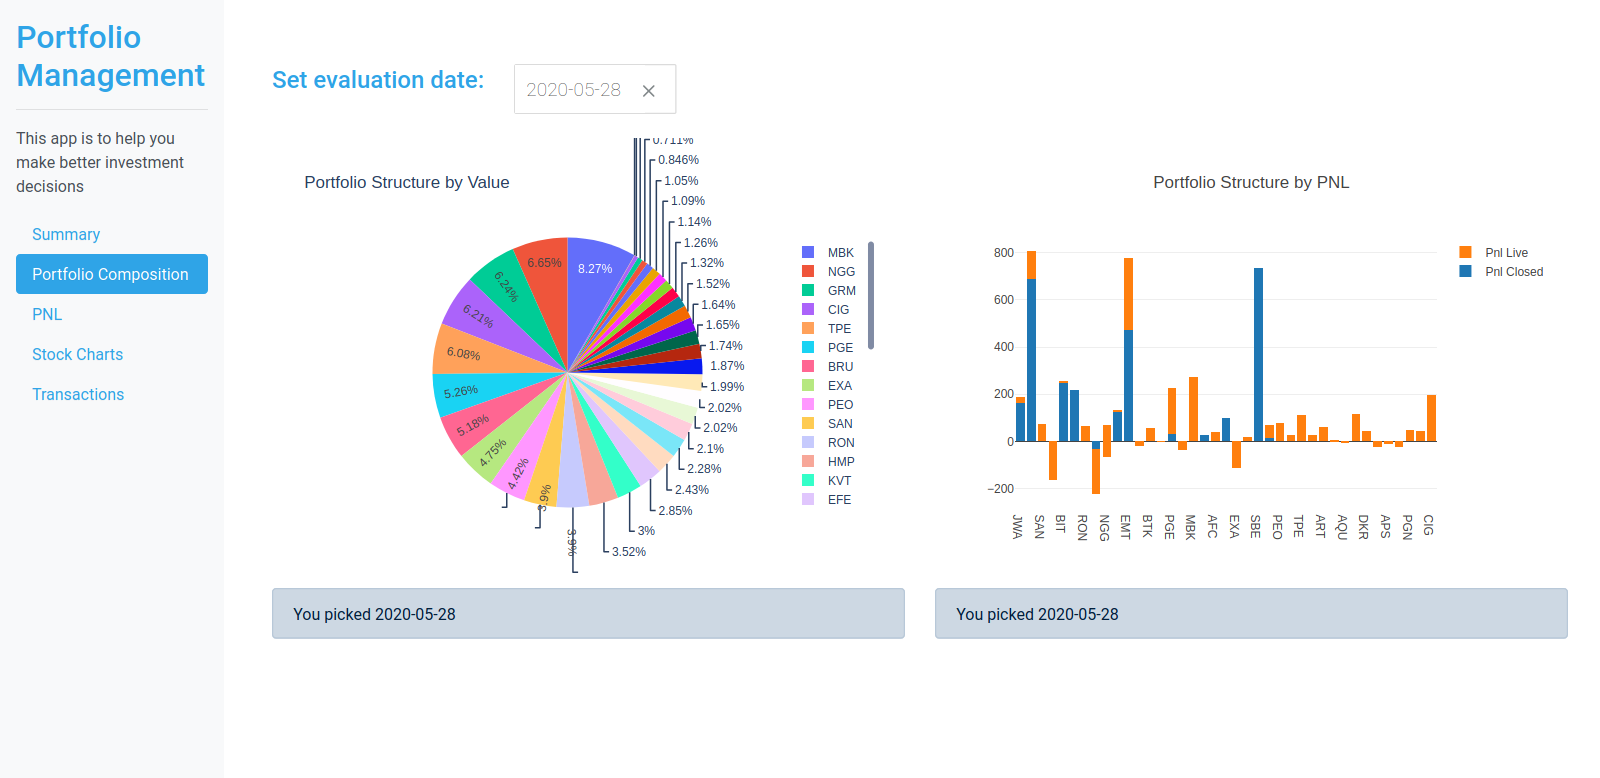 Portfolio
Management
This app is to help you
make better investment
decisions
Summary
Portfolio Composition
PNL
Stock Charts
Transactions
Set evaluation date:
2020-05-28
Portfolio Structure by Value
8.27%
6.65%
6.24%
6.21%
6.08%
5.26%
5.18%
4.75%
4.42%
3.9%
3.9%
3.52%
3%
2.85%
2.43%
2.28%
2.1%
2.02%
2.02%
1.99%
1.87%
1.74%
1.65%
1.64%
1.52%
1.32%
1.26%
1.14%
1.09%
1.05%
0.846%
0.711%
MBK
NGG
GRM
CIG
TPE
PGE
BRU
EXA
PEO
SAN
RON
HMP
KVT
EFE
You picked 2020-05-28
Portfolio Structure by PNL
800
600
400
200
0
−200
JWA
SAN
BIT
RON
NGG
EMT
BTK
PGE
MBK
AFC
EXA
SBE
PEO
TPE
ART
AQU
DKR
APS
PGN
CIG
Pnl Live
Pnl Closed
You picked 2020-05-28